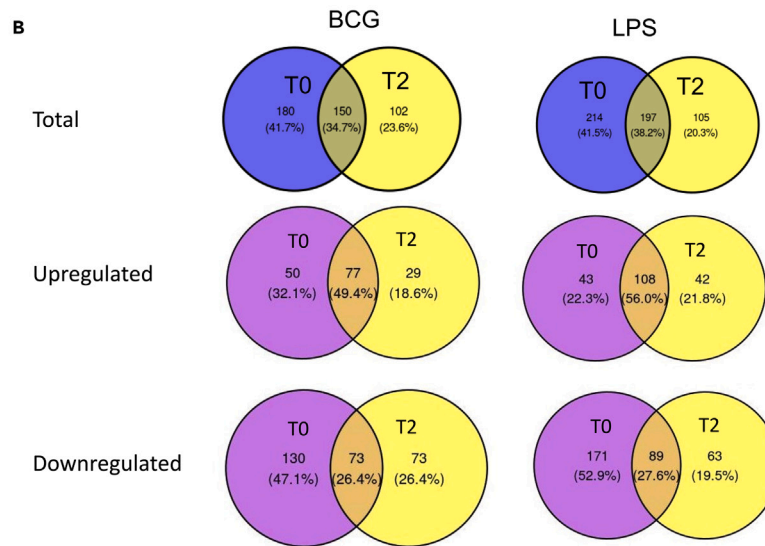 B
BCG
LPS
Total
T0
T2
180
(41.7%)
150
(34.7%)
102
(23.6%)
T0
T2
214
(41.5%)
197
(38.2%)
105
(20.3%)
Upregulated
T0
T2
50
(32.1%)
77
(49.4%)
29
(18.6%)
T0
T2
43
(22.3%)
108
(56.0%)
42
(21.8%)
Downregulated
T0
T2
130
(47.1%)
73
(26.4%)
73
(26.4%)
T0
T2
171
(52.9%)
89
(27.6%)
63
(19.5%)